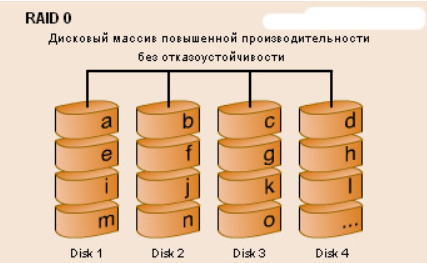 RAID 0
Дисковый массив повышенной производительности
без отказоустойчивости
a b c d
e f g h
i j k l
m n o ...
Disk 1 Disk 2 Disk 3 Disk 4